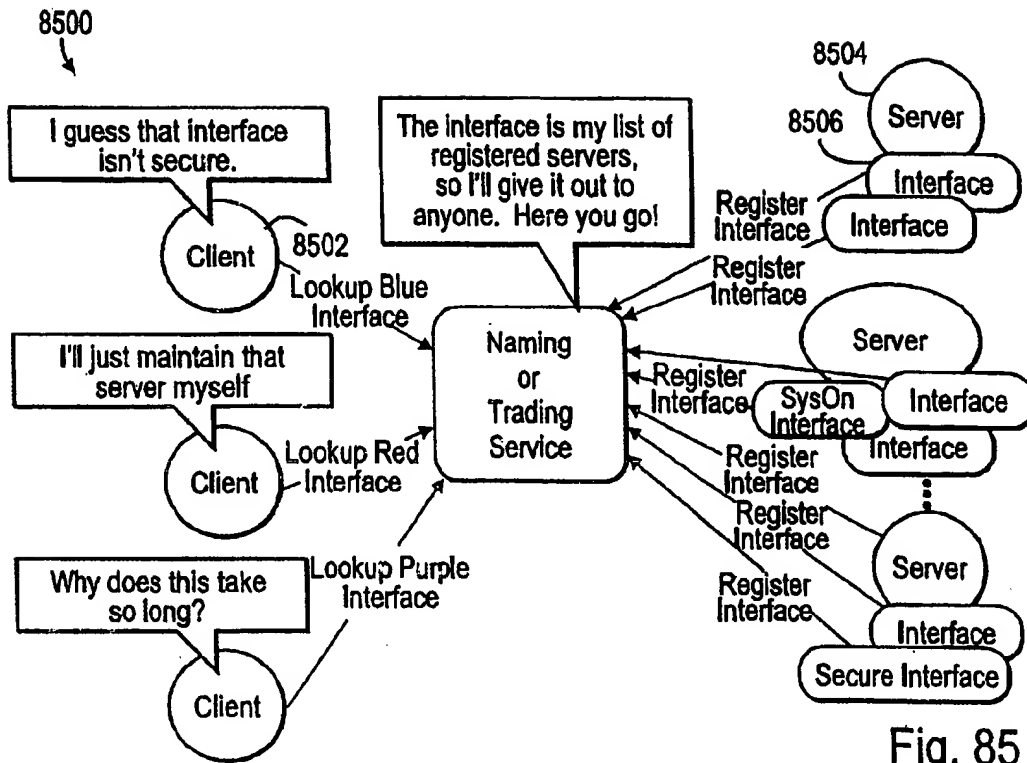 8500
I guess that interface
isn't secure.
Client
8502
Lookup Blue
Interface
I'll just maintain that
server myself
Client
Lookup Red
Interface
Why does this take
so long?
Client
Lookup Purple
Interface
The interface is my list of
registered servers,
so I'll give it out to
anyone. Here you go!
Naming
or
Trading
Service
8504
Server
8506
Interface
Interface
Register
Interface
Register
Interface
Server
Register
Interface
SysOn
Interface
Interface
Interface
Register
Interface
Register
Interface
Server
Register
Interface
Interface
Secure Interface
Fig. 85